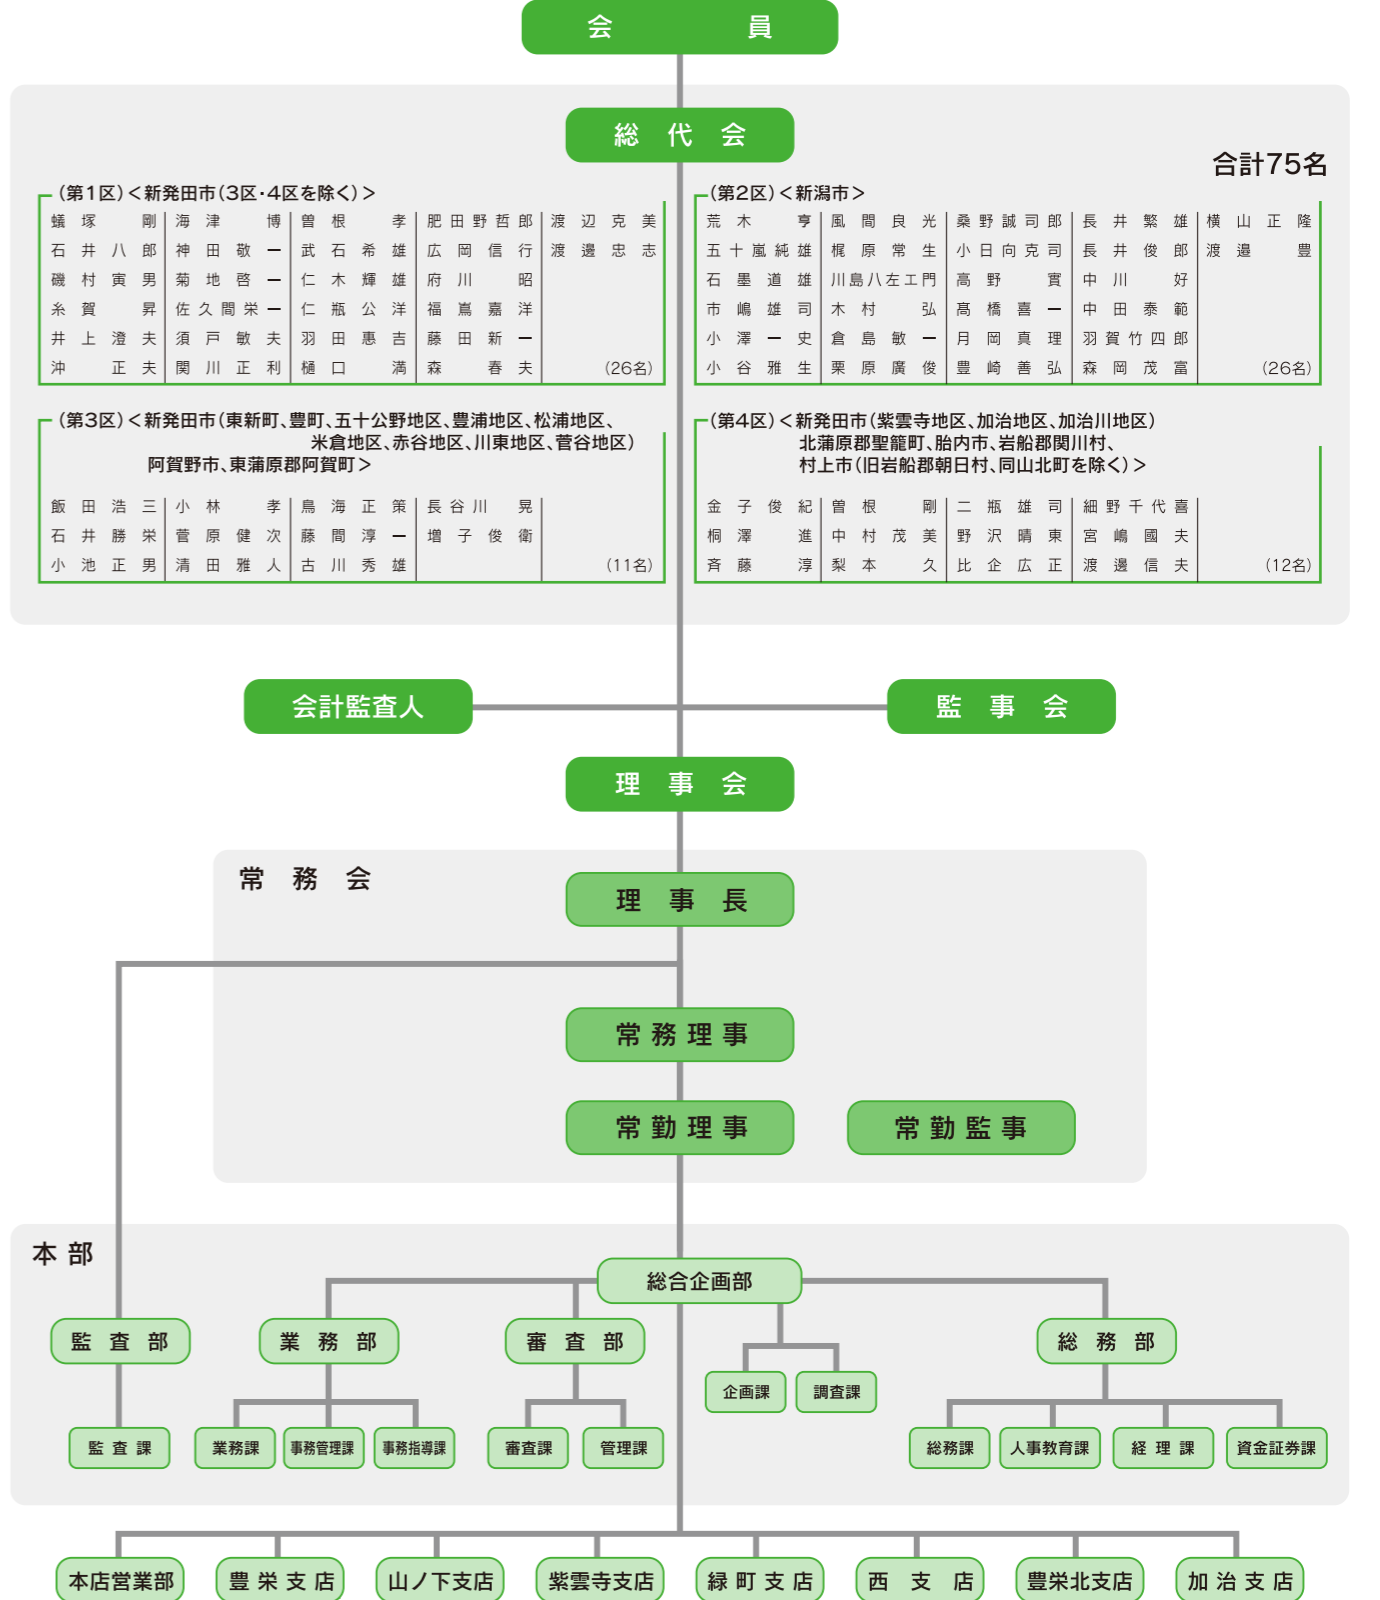 会員
総代会
合計75名
(第1区)＜新発田市(3区・4区を除く)＞
蟻塚剛 海津博 曽根孝 肥田野哲郎 渡辺克美
石井八郎 神田敬一 武石希雄 広岡信行 渡邊忠志
磯村寅男 菊地啓一 仁木輝雄 府川昭
糸賀昇 佐久間栄一 仁瓶公洋 福嶌嘉洋
井上澄夫 須戸敏夫 羽田惠吉 藤田新一
沖正夫 関川正利 樋口満 森春夫 (26名)
(第2区)＜新潟市＞
荒木亨 風間良光 桑野誠司郎 長井繁雄 横山正隆
五十嵐純雄 梶原常生 小日向克司 長井俊郎 渡邉豊
石墨道雄 川島八左エ門 高野實 中川好
市嶋雄司 木村弘 髙橋喜一 中田泰範
小澤一史 倉島敏一 月岡真理 羽賀竹四郎
小谷雅生 栗原廣俊 豊崎善弘 森岡茂富 (26名)
(第3区)＜新発田市(東新町、豊町、五十公野地区、豊浦地区、松浦地区、
米倉地区、赤谷地区、川東地区、菅谷地区)
阿賀野市、東蒲原郡阿賀町＞
飯田浩三 小林孝 鳥海正策 長谷川晃
石井勝栄 菅原健次 藤間淳一 増子俊衛
小池正男 清田雅人 古川秀雄 (11名)
(第4区)＜新発田市(紫雲寺地区、加治地区、加治川地区)
北蒲原郡聖籠町、胎内市、岩船郡関川村、
村上市(旧岩船郡朝日村、同山北町を除く)＞
金子俊紀 曽根剛 二瓶雄司 細野千代喜
桐澤進 中村茂美 野沢晴東 宮嶋國夫
斉藤淳 梨本久 比企広正 渡邊信夫 (12名)
会計監査人
監事会
理事会
常務会
理事長
常務理事
常勤理事
常勤監事
本部
総合企画部
監査部
業務部
審査部
総務部
企画課
調査課
監査課
業務課
事務管理課
事務指導課
審査課
管理課
総務課
人事教育課
経理課
資金証券課
本店営業部
豊栄支店
山ノ下支店
紫雲寺支店
緑町支店
西支店
豊栄北支店
加治支店